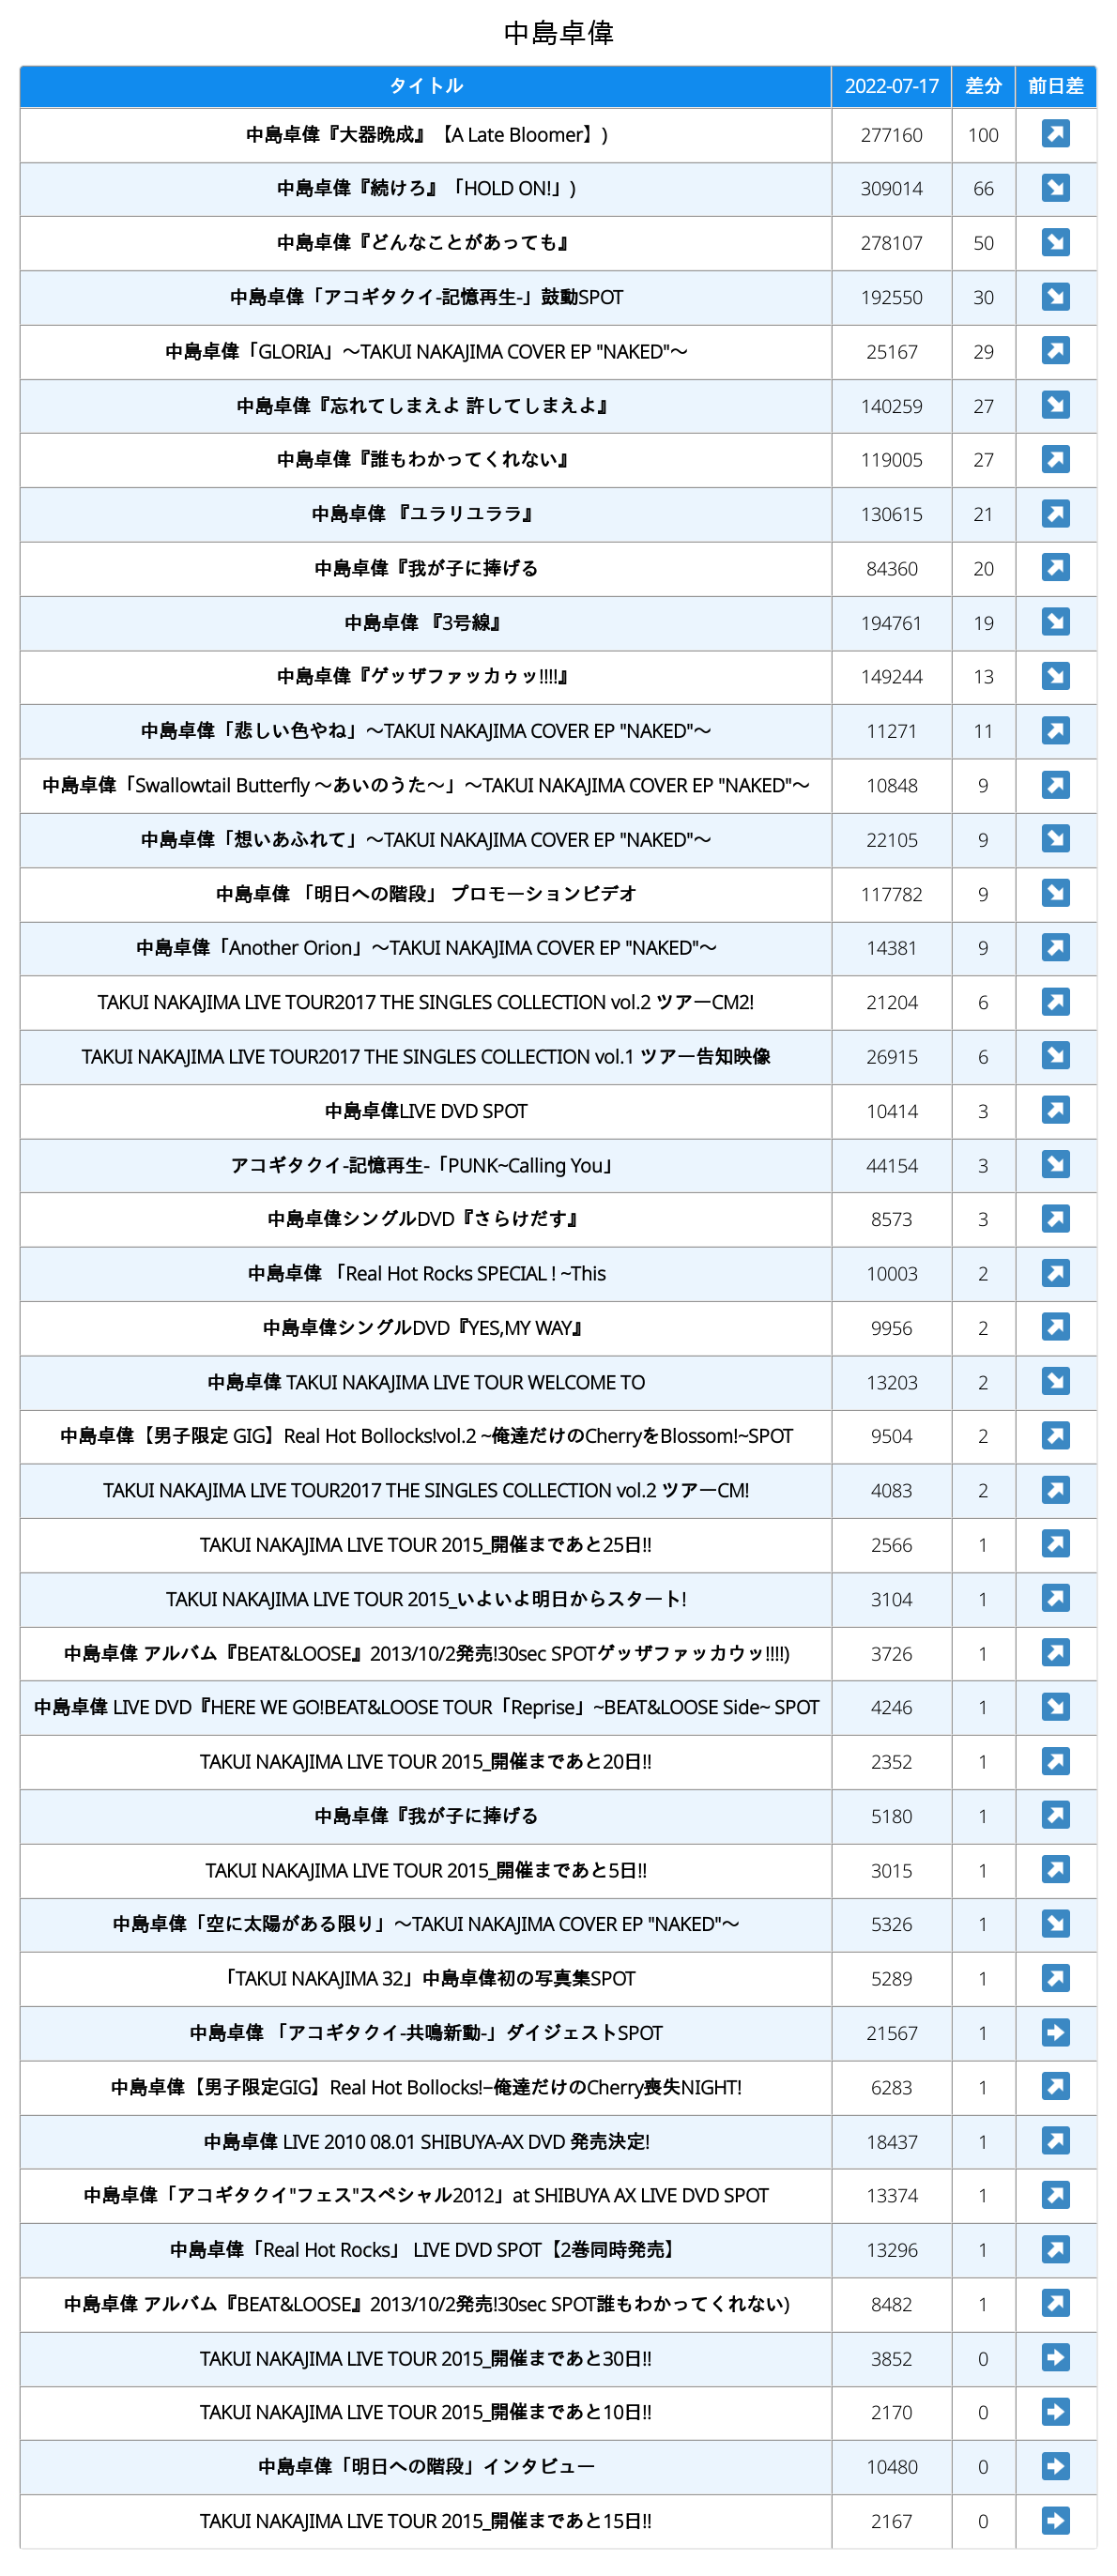 中島卓偉
タイトル 2022-07-17 差分 前日差
中島卓偉『大器晩成』【A Late Bloomer】) 277160 100 ↗
中島卓偉『続けろ』「HOLD ON!」) 309014 66 ↘
中島卓偉『どんなことがあっても』 278107 50 ↘
中島卓偉「アコギタクイ-記憶再生-」鼓動SPOT 192550 30 ↘
中島卓偉「GLORIA」〜TAKUI NAKAJIMA COVER EP "NAKED"〜 25167 29 ↗
中島卓偉『忘れてしまえよ 許してしまえよ』 140259 27 ↘
中島卓偉『誰もわかってくれない』 119005 27 ↗
中島卓偉 『ユラリユララ』 130615 21 ↗
中島卓偉『我が子に捧げる 84360 20 ↗
中島卓偉 『3号線』 194761 19 ↘
中島卓偉『ゲッザファッカゥッ!!!!』 149244 13 ↘
中島卓偉「悲しい色やね」〜TAKUI NAKAJIMA COVER EP "NAKED"〜 11271 11 ↗
中島卓偉「Swallowtail Butterfly 〜あいのうた〜」〜TAKUI NAKAJIMA COVER EP "NAKED"〜 10848 9 ↗
中島卓偉「想いあふれて」〜TAKUI NAKAJIMA COVER EP "NAKED"〜 22105 9 ↘
中島卓偉 「明日への階段」 プロモーションビデオ 117782 9 ↘
中島卓偉「Another Orion」〜TAKUI NAKAJIMA COVER EP "NAKED"〜 14381 9 ↗
TAKUI NAKAJIMA LIVE TOUR2017 THE SINGLES COLLECTION vol.2 ツアーCM2! 21204 6 ↗
TAKUI NAKAJIMA LIVE TOUR2017 THE SINGLES COLLECTION vol.1 ツアー告知映像 26915 6 ↘
中島卓偉LIVE DVD SPOT 10414 3 ↗
アコギタクイ-記憶再生-「PUNK~Calling You」 44154 3 ↘
中島卓偉シングルDVD『さらけだす』 8573 3 ↗
中島卓偉 「Real Hot Rocks SPECIAL ! ~This 10003 2 ↗
中島卓偉シングルDVD『YES,MY WAY』 9956 2 ↗
中島卓偉 TAKUI NAKAJIMA LIVE TOUR WELCOME TO 13203 2 ↘
中島卓偉【男子限定 GIG】Real Hot Bollocks!vol.2 ~俺達だけのCherryをBlossom!~SPOT 9504 2 ↗
TAKUI NAKAJIMA LIVE TOUR2017 THE SINGLES COLLECTION vol.2 ツアーCM! 4083 2 ↗
TAKUI NAKAJIMA LIVE TOUR 2015_開催まであと25日!! 2566 1 ↗
TAKUI NAKAJIMA LIVE TOUR 2015_いよいよ明日からスタート! 3104 1 ↗
中島卓偉 アルバム『BEAT&LOOSE』2013/10/2発売!30sec SPOTゲッザファッカウッ!!!!) 3726 1 ↗
中島卓偉 LIVE DVD『HERE WE GO!BEAT&LOOSE TOUR「Reprise」~BEAT&LOOSE Side~ SPOT 4246 1 ↘
TAKUI NAKAJIMA LIVE TOUR 2015_開催まであと20日!! 2352 1 ↗
中島卓偉『我が子に捧げる 5180 1 ↗
TAKUI NAKAJIMA LIVE TOUR 2015_開催まであと5日!! 3015 1 ↗
中島卓偉「空に太陽がある限り」〜TAKUI NAKAJIMA COVER EP "NAKED"〜 5326 1 ↘
「TAKUI NAKAJIMA 32」中島卓偉初の写真集SPOT 5289 1 ↗
中島卓偉 「アコギタクイ-共鳴新動-」ダイジェストSPOT 21567 1 ➡
中島卓偉【男子限定GIG】Real Hot Bollocks!−俺達だけのCherry喪失NIGHT! 6283 1 ↗
中島卓偉 LIVE 2010 08.01 SHIBUYA-AX DVD 発売決定! 18437 1 ↗
中島卓偉「アコギタクイ"フェス"スペシャル2012」at SHIBUYA AX LIVE DVD SPOT 13374 1 ↗
中島卓偉「Real Hot Rocks」 LIVE DVD SPOT【2巻同時発売】 13296 1 ↗
中島卓偉 アルバム『BEAT&LOOSE』2013/10/2発売!30sec SPOT誰もわかってくれない) 8482 1 ↗
TAKUI NAKAJIMA LIVE TOUR 2015_開催まであと30日!! 3852 0 ➡
TAKUI NAKAJIMA LIVE TOUR 2015_開催まであと10日!! 2170 0 ➡
中島卓偉「明日への階段」インタビュー 10480 0 ➡
TAKUI NAKAJIMA LIVE TOUR 2015_開催まであと15日!! 2167 0 ➡